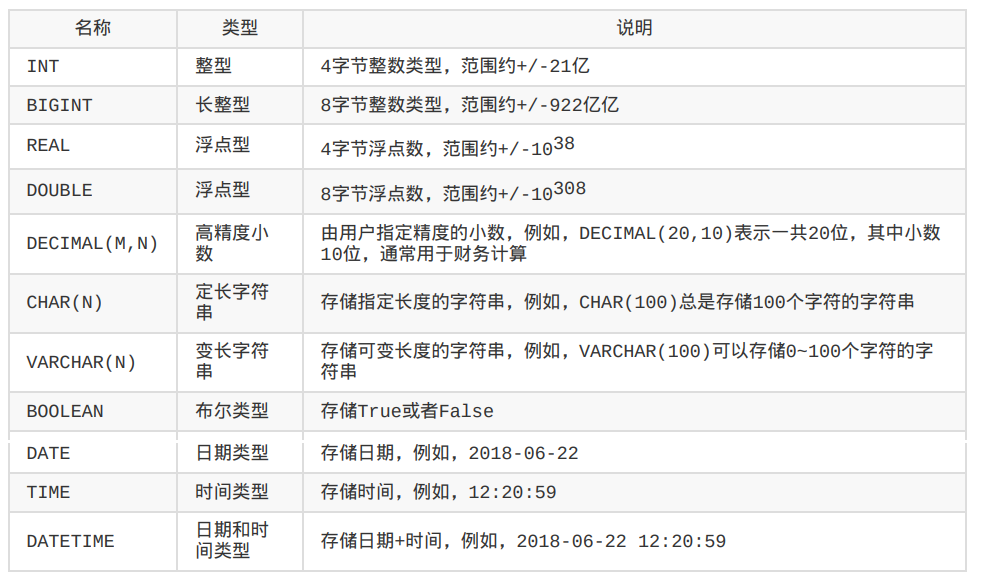 名称 类型 说明
INT 整型 4字节整数类型，范围约+/-21亿
BIGINT 长整型 8字节整数类型，范围约+/-922亿亿
REAL 浮点型 4字节浮点数，范围约+/-10^38
DOUBLE 浮点型 8字节浮点数，范围约+/-10^308
DECIMAL(M,N) 高精度小
数
由用户指定精度的小数，例如，DECIMAL(20,10)表示一共20位，其中小数
10位，通常用于财务计算
CHAR(N) 定长字符
串
存储指定长度的字符串，例如，CHAR(100)总是存储100个字符的字符串
VARCHAR(N) 变长字符
串
存储可变长度的字符串，例如，VARCHAR(100)可以存储0~100个字符的字
符串
BOOLEAN 布尔类型 存储True或者False
DATE 日期类型 存储日期，例如，2018-06-22
TIME 时间类型 存储时间，例如，12:20:59
DATETIME 日期和时
间类型
存储日期+时间，例如，2018-06-22 12:20:59